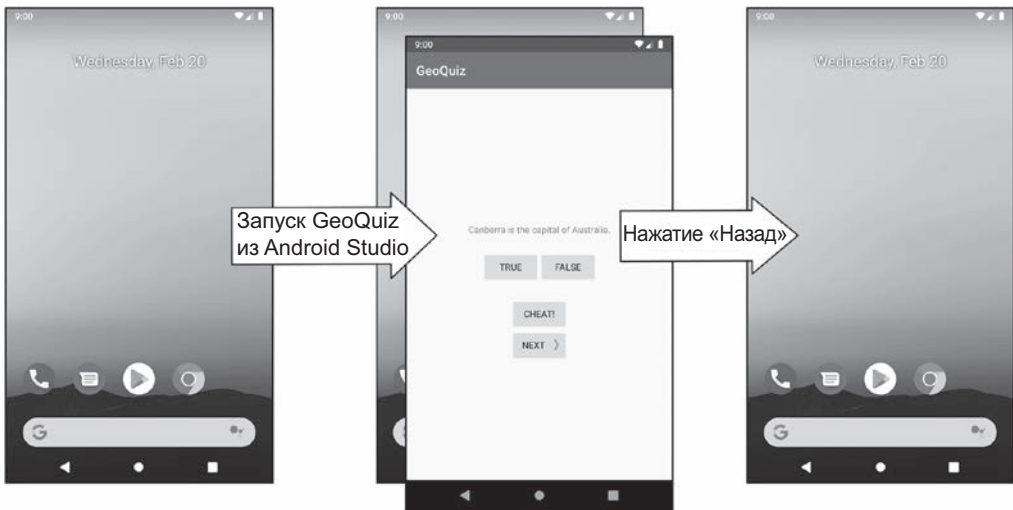 9:00
Wednesday, Feb 20
Запуск GeoQuiz
из Android Studio
9:00
9:00
GeoQuiz
Canberra is the capital of Australia.
TRUE
FALSE
CHEAT!
NEXT
Нажатие «Назад»
9:00
Wednesday, Feb 20